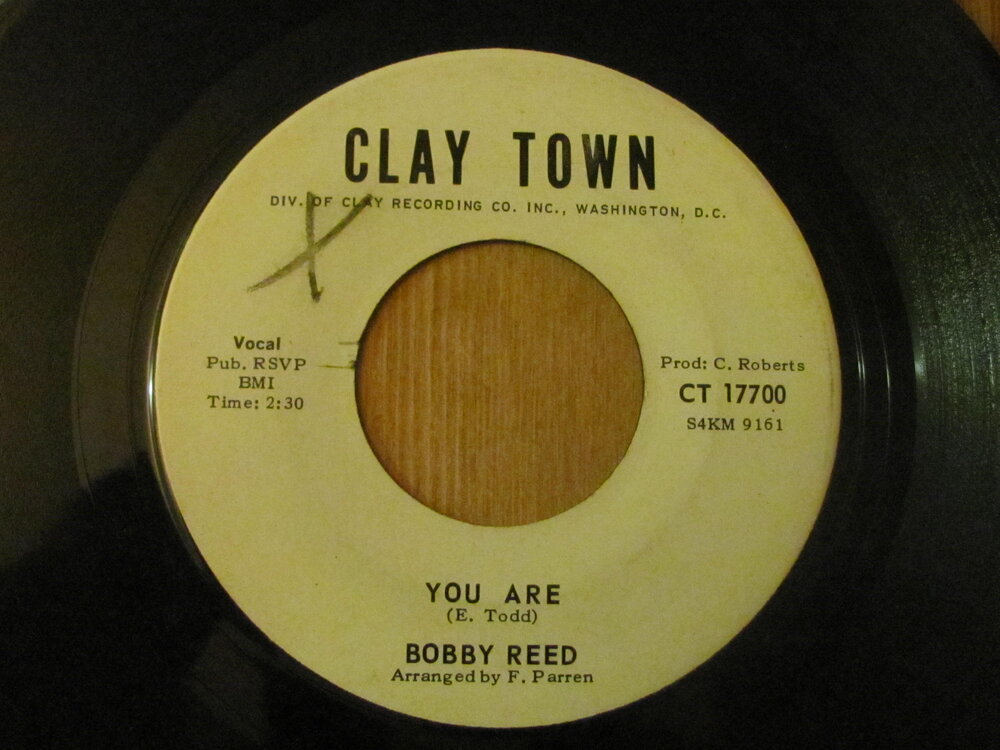 CLAY TOWN
DIV. OF CLAY RECORDING CO. INC., WASHINGTON, D.C.
X
Vocal
Pub. RSVP
BMI
Time: 2:30
Prod: C. Roberts
CT 17700
S4KM 9161
YOU ARE
(E. Todd)
BOBBY REED
Arranged by F. Parren